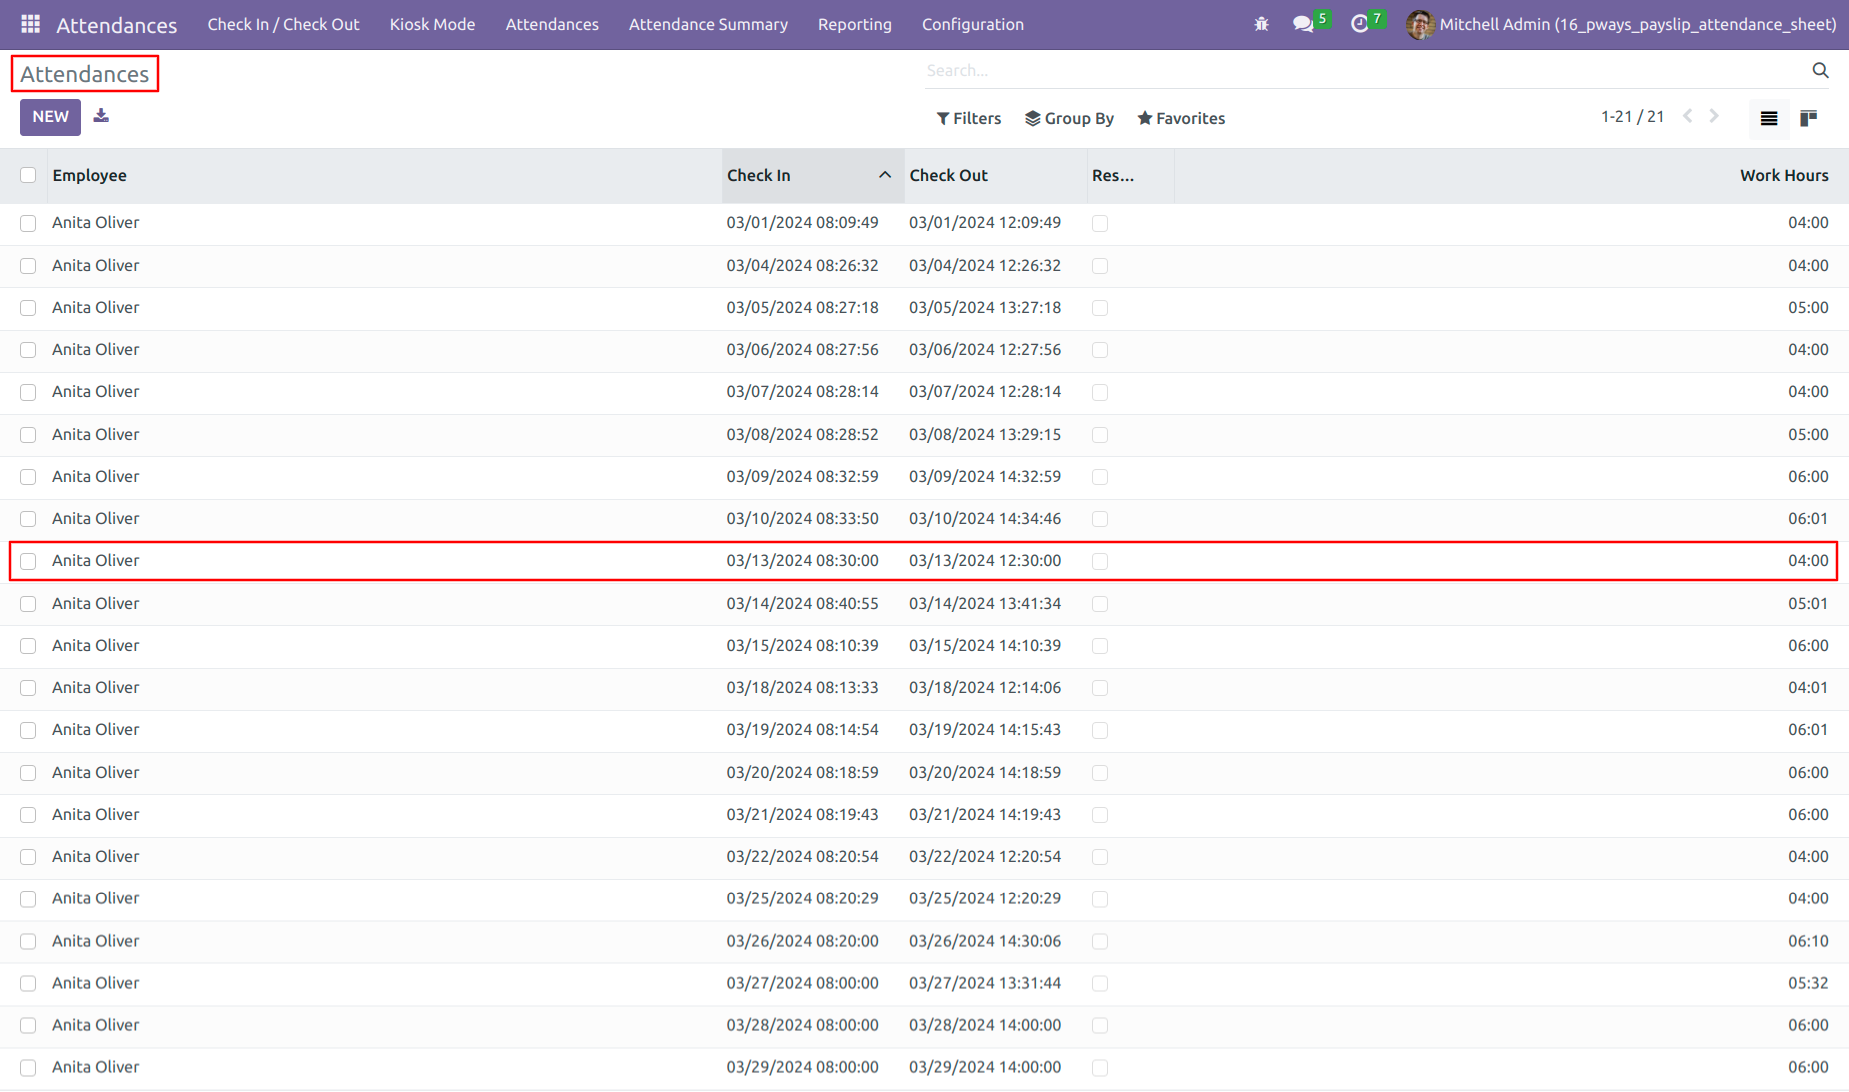 Attendances Check In / Check Out Kiosk Mode Attendances Attendance Summary Reporting Configuration 5 7 Mitchell Admin (16_pways_payslip_attendance_sheet)
Attendances Search...
NEW Filters Group By Favorites 1-21 / 21
Employee Check In Check Out Res... Work Hours
Anita Oliver 03/01/2024 08:09:49 03/01/2024 12:09:49 04:00
Anita Oliver 03/04/2024 08:26:32 03/04/2024 12:26:32 04:00
Anita Oliver 03/05/2024 08:27:18 03/05/2024 13:27:18 05:00
Anita Oliver 03/06/2024 08:27:56 03/06/2024 12:27:56 04:00
Anita Oliver 03/07/2024 08:28:14 03/07/2024 12:28:14 04:00
Anita Oliver 03/08/2024 08:28:52 03/08/2024 13:29:15 05:00
Anita Oliver 03/09/2024 08:32:59 03/09/2024 14:32:59 06:00
Anita Oliver 03/10/2024 08:33:50 03/10/2024 14:34:46 06:01
Anita Oliver 03/13/2024 08:30:00 03/13/2024 12:30:00 04:00
Anita Oliver 03/14/2024 08:40:55 03/14/2024 13:41:34 05:01
Anita Oliver 03/15/2024 08:10:39 03/15/2024 14:10:39 06:00
Anita Oliver 03/18/2024 08:13:33 03/18/2024 12:14:06 04:01
Anita Oliver 03/19/2024 08:14:54 03/19/2024 14:15:43 06:01
Anita Oliver 03/20/2024 08:18:59 03/20/2024 14:18:59 06:00
Anita Oliver 03/21/2024 08:19:43 03/21/2024 14:19:43 06:00
Anita Oliver 03/22/2024 08:20:54 03/22/2024 12:20:54 04:00
Anita Oliver 03/25/2024 08:20:29 03/25/2024 12:20:29 04:00
Anita Oliver 03/26/2024 08:20:00 03/26/2024 14:30:06 06:10
Anita Oliver 03/27/2024 08:00:00 03/27/2024 13:31:44 05:32
Anita Oliver 03/28/2024 08:00:00 03/28/2024 14:00:00 06:00
Anita Oliver 03/29/2024 08:00:00 03/29/2024 14:00:00 06:00